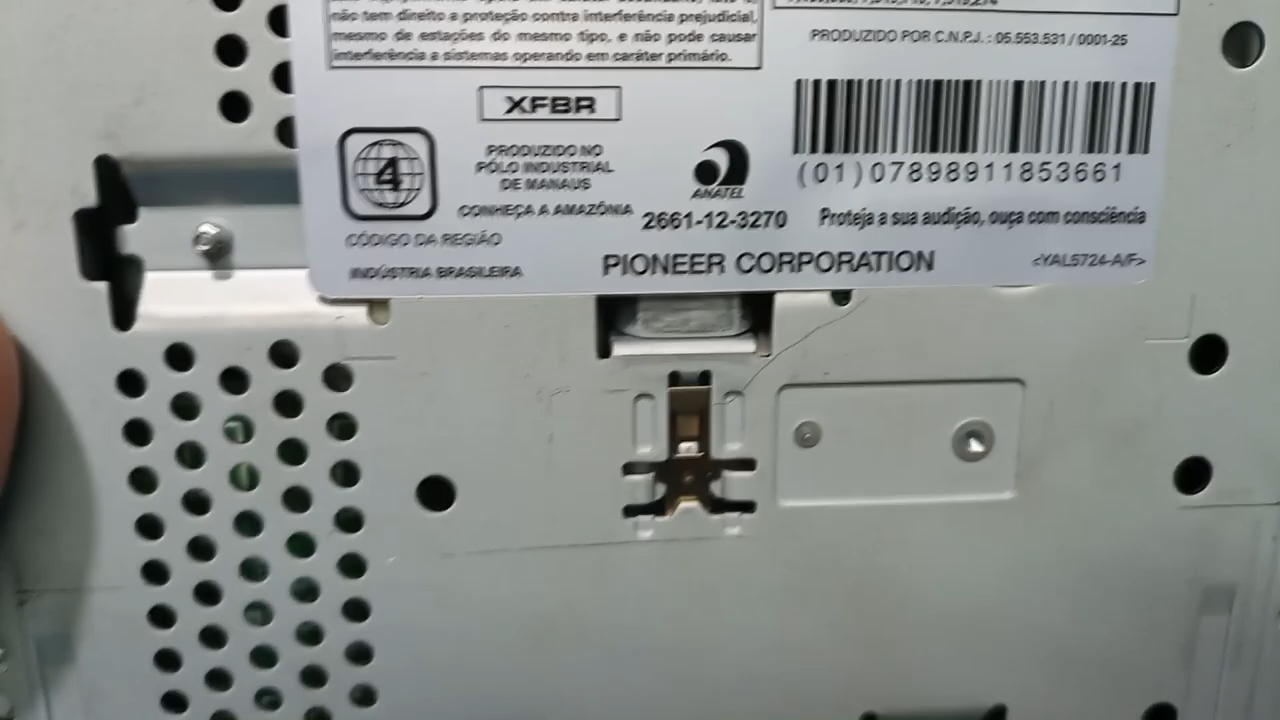 não tem direito a proteção contra interferência prejudicial,
mesmo de estações do mesmo tipo, e não pode causar
interferência a sistemas operando em caráter primário.
PRODUZIDO POR C.N.P.J. : 05.553.531 / 0001-25
XFBR
4
PRODUZIDO NO
PÓLO INDUSTRIAL
DE MANAUS
CONHEÇA A AMAZÔNIA
CÓDIGO DA REGIÃO
INDÚSTRIA BRASILEIRA
ANATEL
2661-12-3270
(01)07898911853661
Proteja a sua audição, ouça com consciência
PIONEER CORPORATION
<YAL5724-A/F>